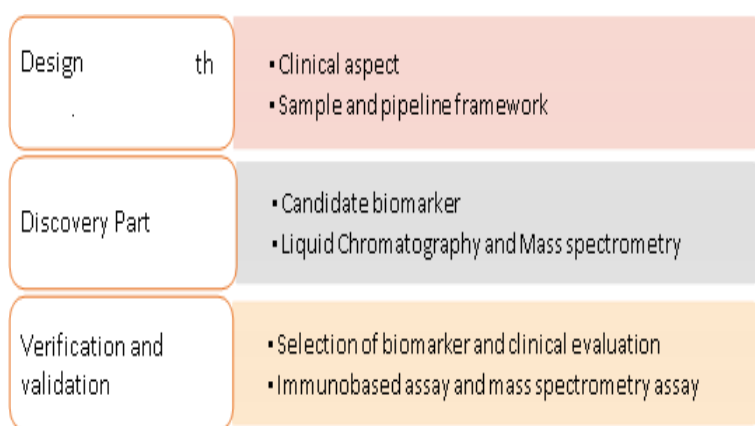 Design th
.
▪ Clinical aspect
▪ Sample and pipeline framework
Discovery Part
▪ Candidate biomarker
▪ Liquid Chromatography and Mass spectrometry
Verification and
validation
▪ Selection of biomarker and clinical evaluation
▪ Immunobased assay and mass spectrometry assay